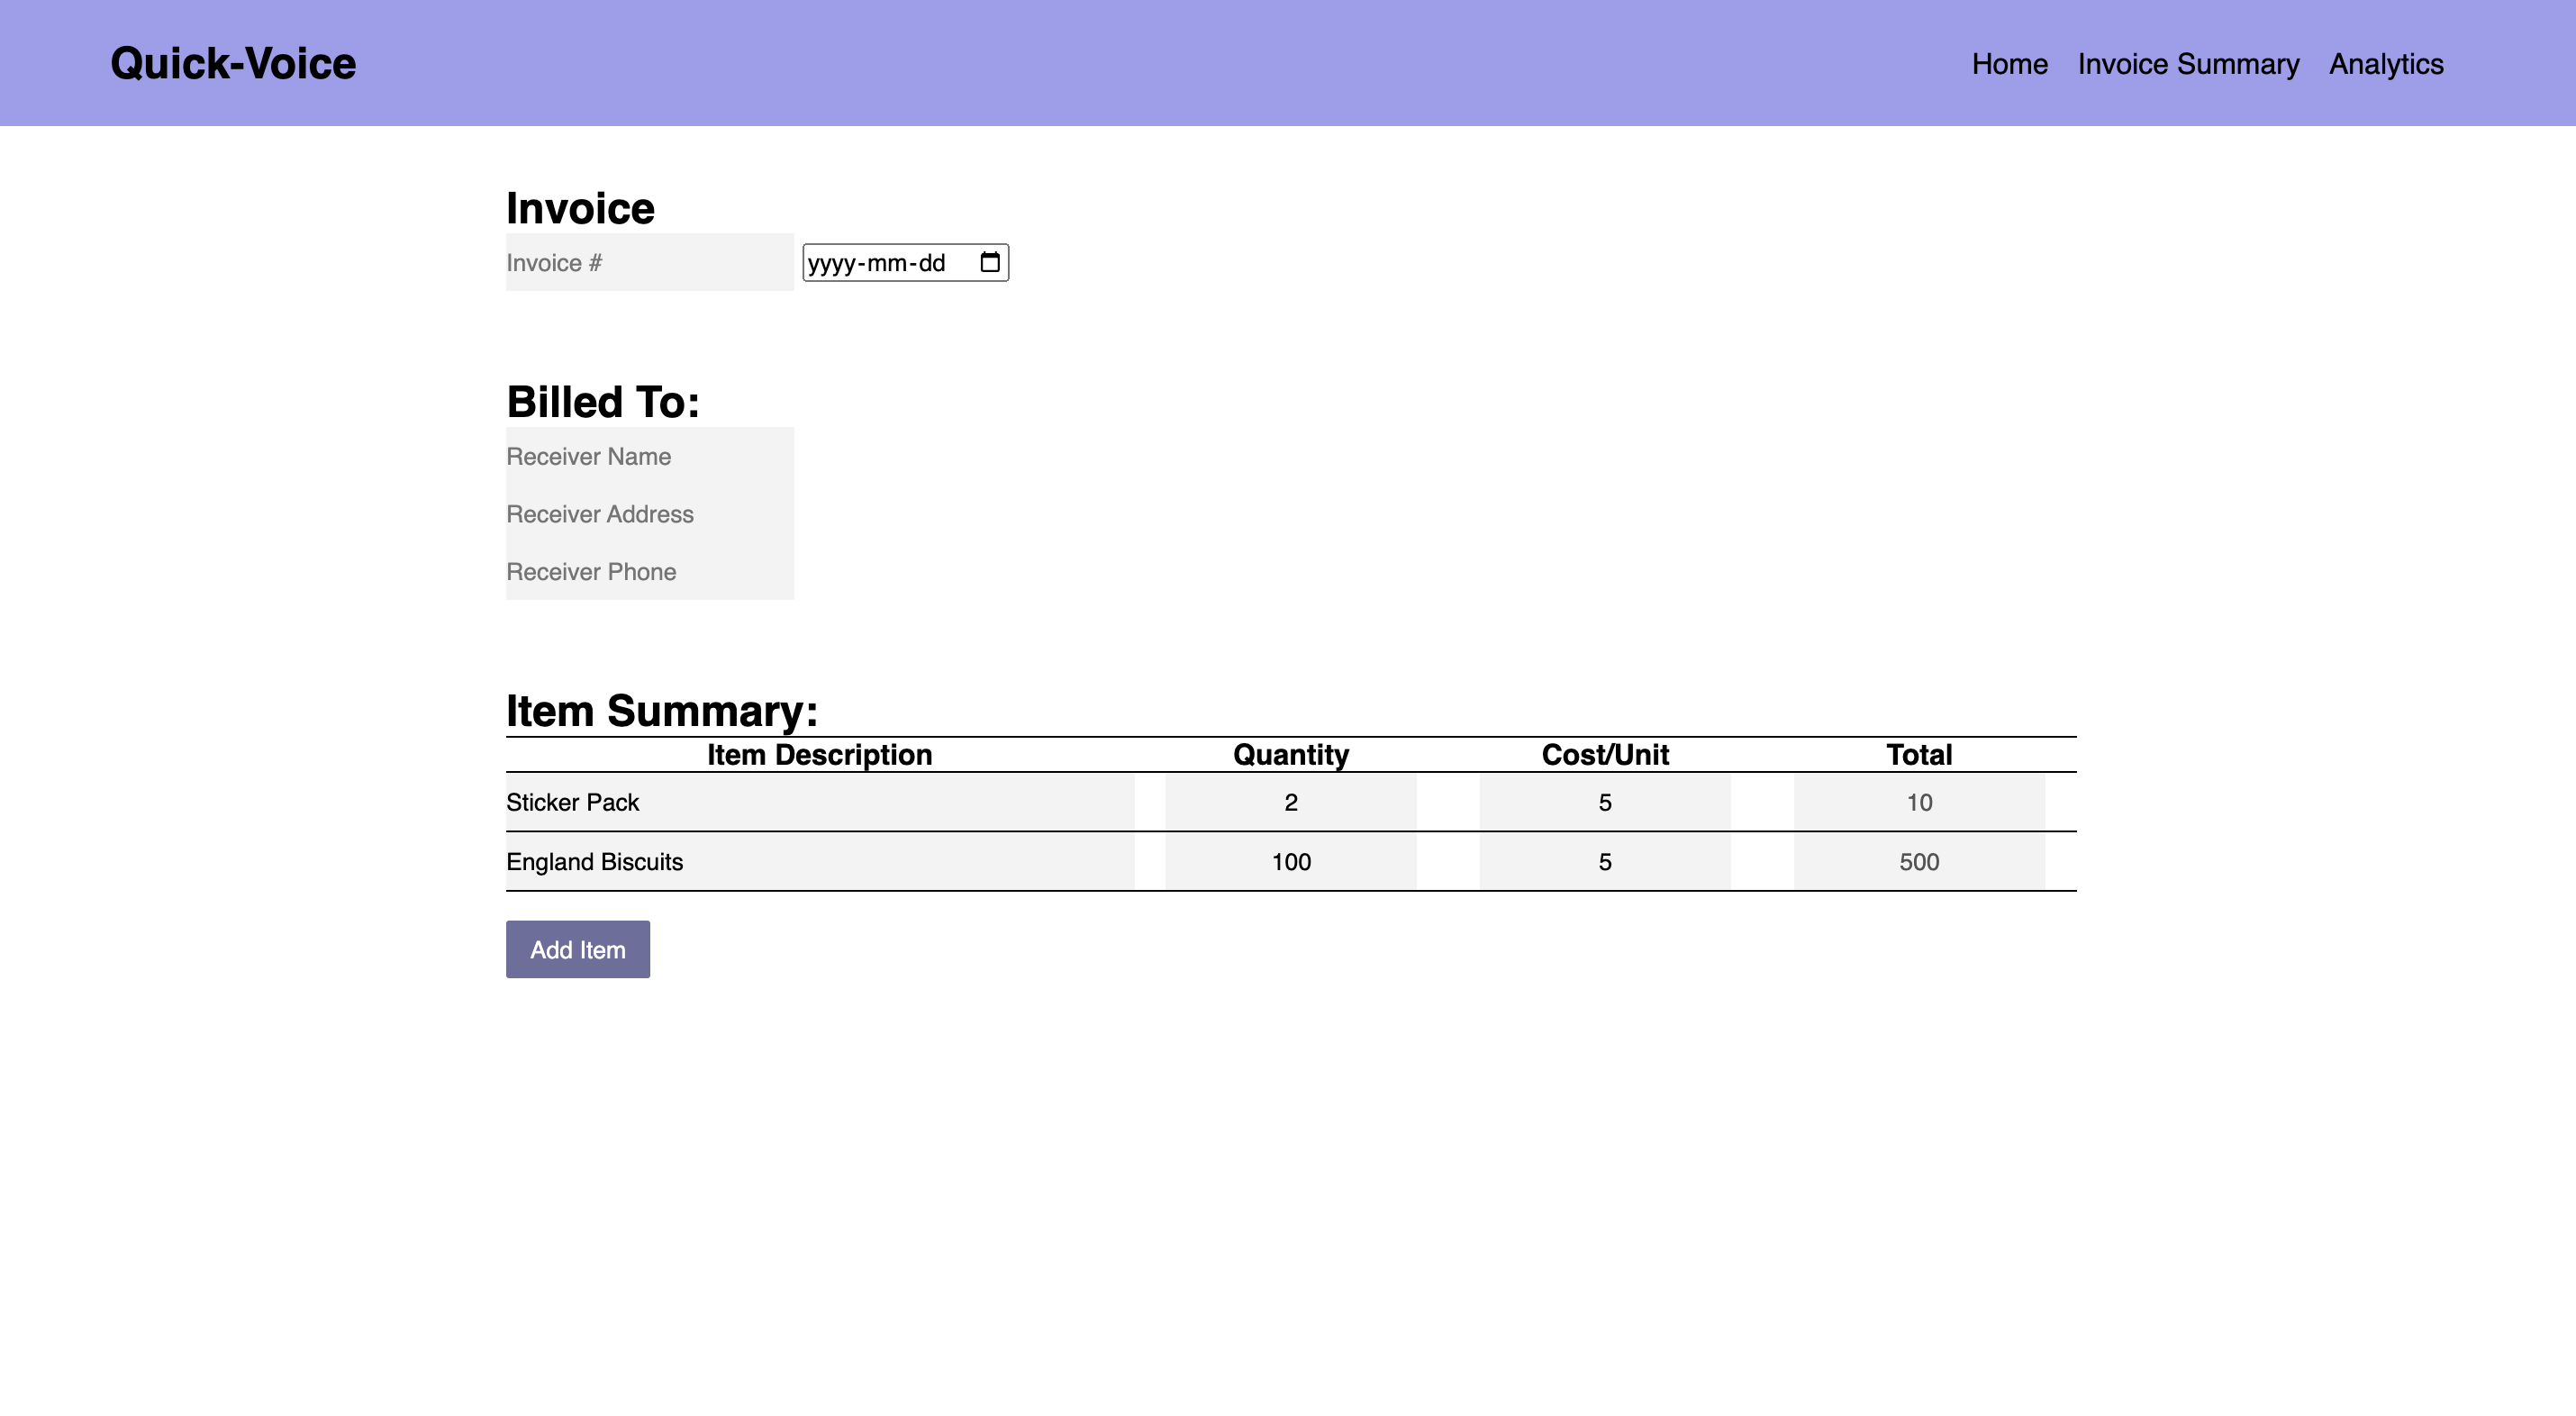 Quick-Voice Home Invoice Summary Analytics
Invoice
Invoice # yyyy-mm-dd
Billed To:
Receiver Name
Receiver Address
Receiver Phone
Item Summary:
Item Description Quantity Cost/Unit Total
Sticker Pack 2 5 10
England Biscuits 100 5 500
Add Item